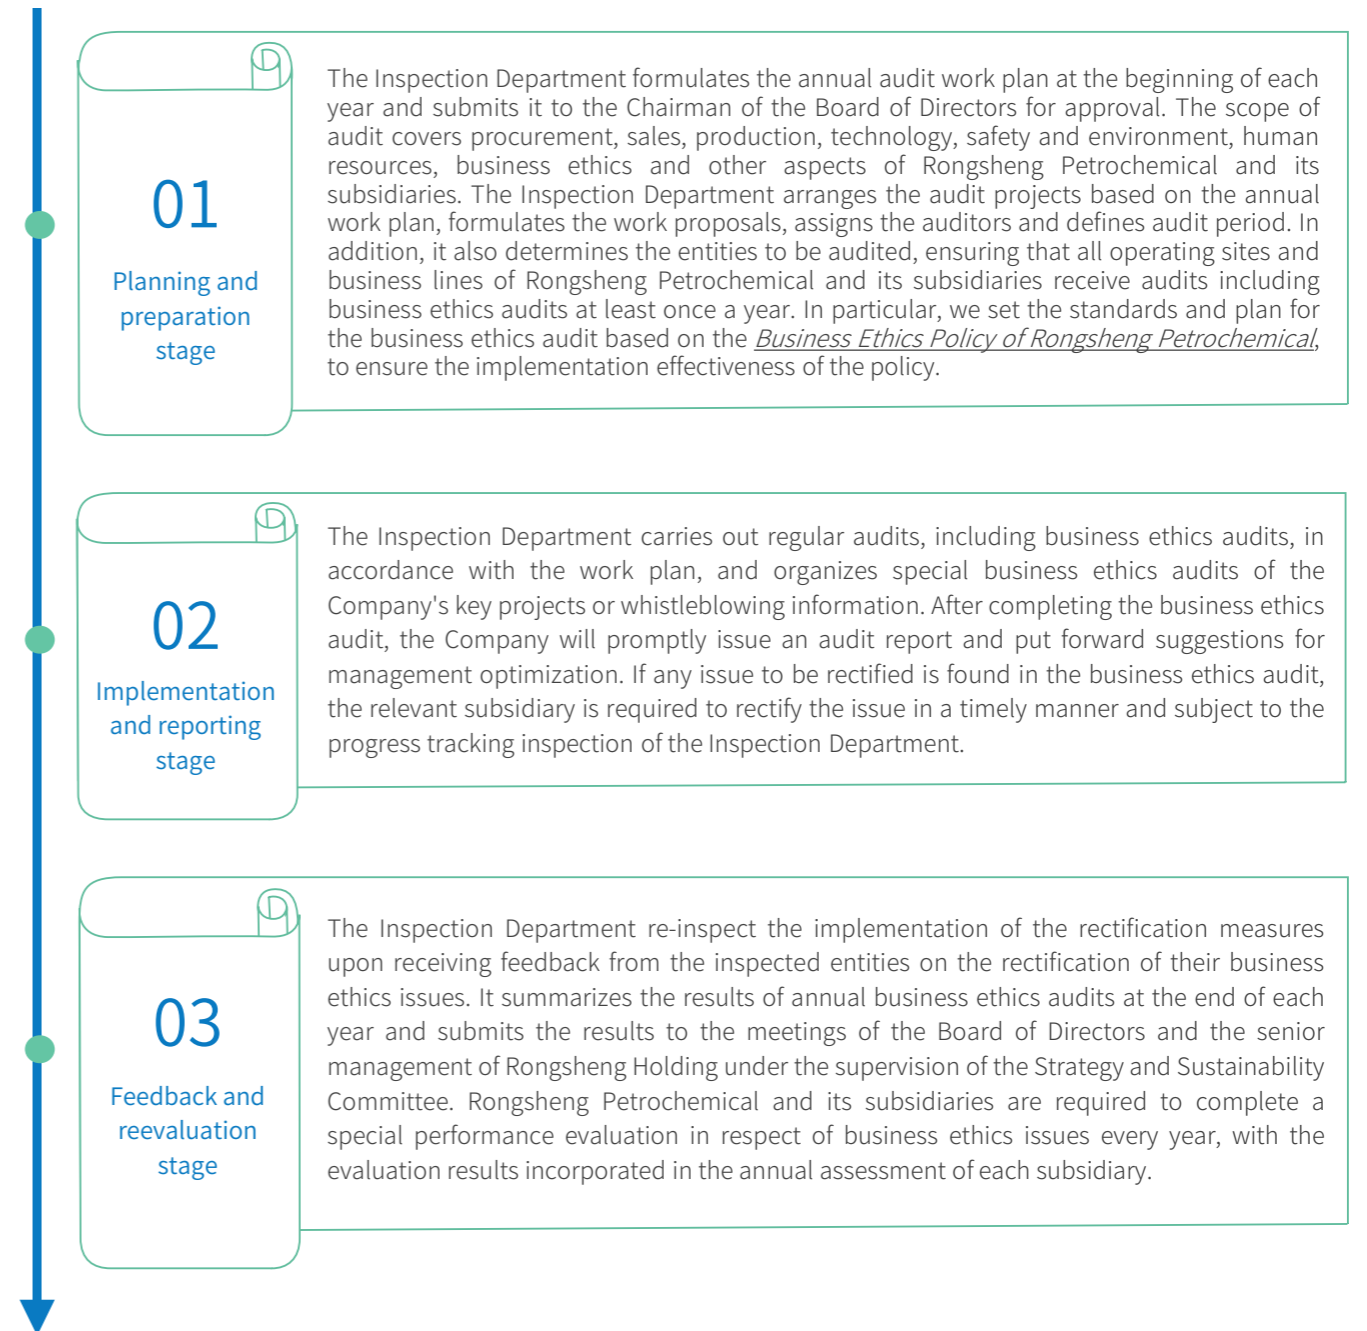 01
Planning and
preparation
stage
The Inspection Department formulates the annual audit work plan at the beginning of each
year and submits it to the Chairman of the Board of Directors for approval. The scope of
audit covers procurement, sales, production, technology, safety and environment, human
resources, business ethics and other aspects of Rongsheng Petrochemical and its
subsidiaries. The Inspection Department arranges the audit projects based on the annual
work plan, formulates the work proposals, assigns the auditors and defines audit period. In
addition, it also determines the entities to be audited, ensuring that all operating sites and
business lines of Rongsheng Petrochemical and its subsidiaries receive audits including
business ethics audits at least once a year. In particular, we set the standards and plan for
the business ethics audit based on the Business Ethics Policy of Rongsheng Petrochemical,
to ensure the implementation effectiveness of the policy.
02
Implementation
and reporting
stage
The Inspection Department carries out regular audits, including business ethics audits, in
accordance with the work plan, and organizes special business ethics audits of the
Company's key projects or whistleblowing information. After completing the business ethics
audit, the Company will promptly issue an audit report and put forward suggestions for
management optimization. If any issue to be rectified is found in the business ethics audit,
the relevant subsidiary is required to rectify the issue in a timely manner and subject to the
progress tracking inspection of the Inspection Department.
03
Feedback and
reevaluation
stage
The Inspection Department re-inspect the implementation of the rectification measures
upon receiving feedback from the inspected entities on the rectification of their business
ethics issues. It summarizes the results of annual business ethics audits at the end of each
year and submits the results to the meetings of the Board of Directors and the senior
management of Rongsheng Holding under the supervision of the Strategy and Sustainability
Committee. Rongsheng Petrochemical and its subsidiaries are required to complete a
special performance evaluation in respect of business ethics issues every year, with the
evaluation results incorporated in the annual assessment of each subsidiary.